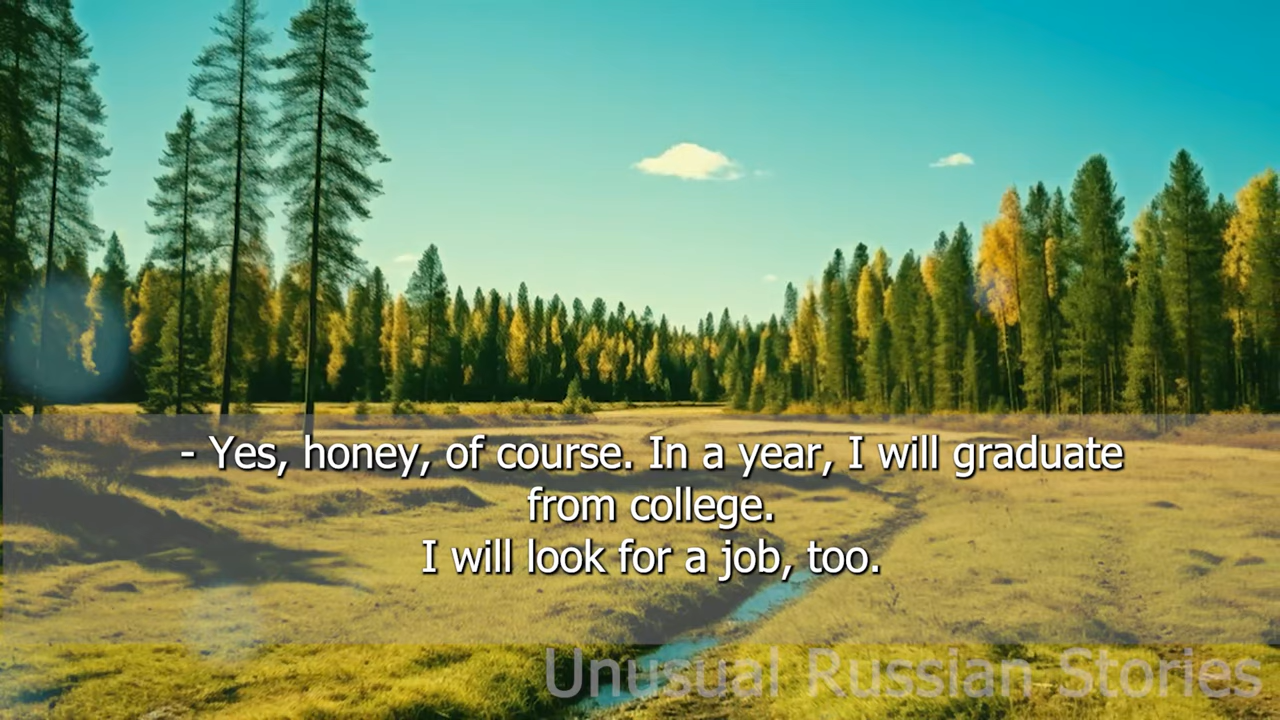 - Yes, honey, of course. In a year, I will graduate
from college.
I will look for a job, too.
Unusual Russian Stories